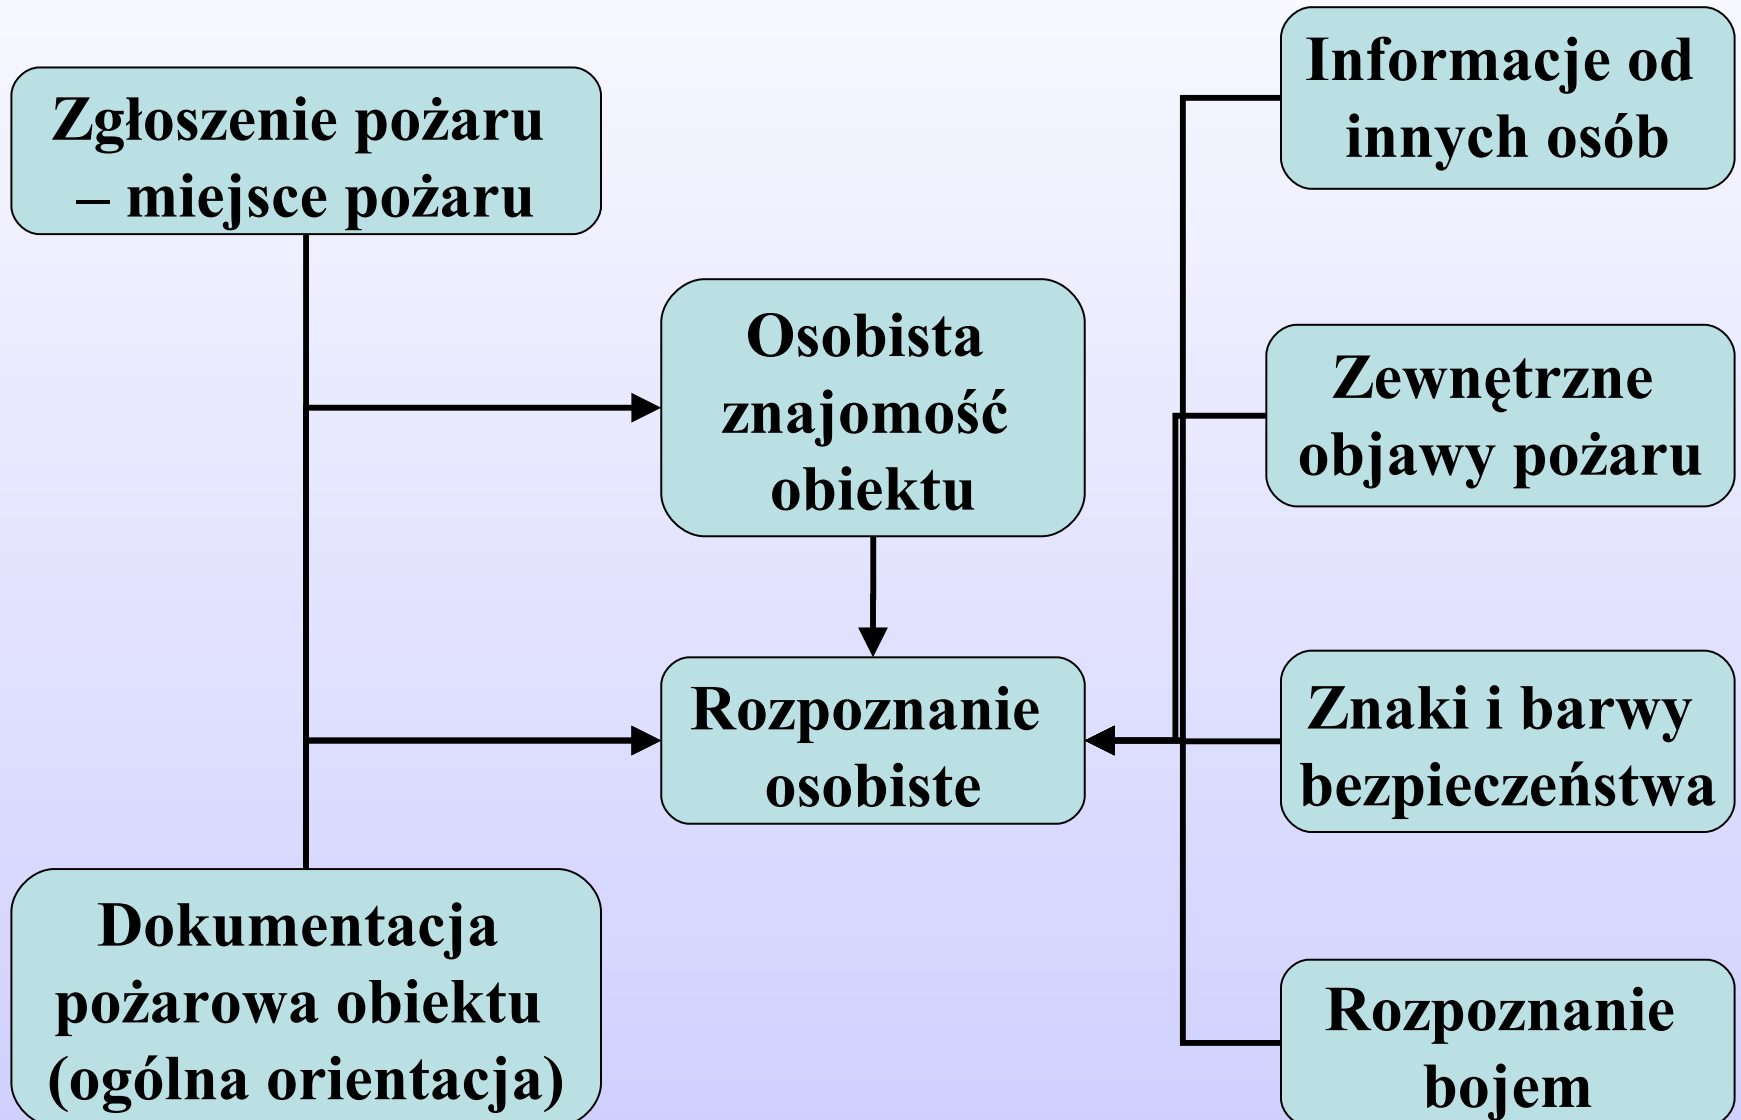 Zgłoszenie pożaru
– miejsce pożaru
Osobista
znajomość
obiektu
Rozpoznanie
osobiste
Dokumentacja
pożarowa obiektu
(ogólna orientacja)
Informacje od
innych osób
Zewnętrzne
objawy pożaru
Znaki i barwy
bezpieczeństwa
Rozpoznanie
bojem